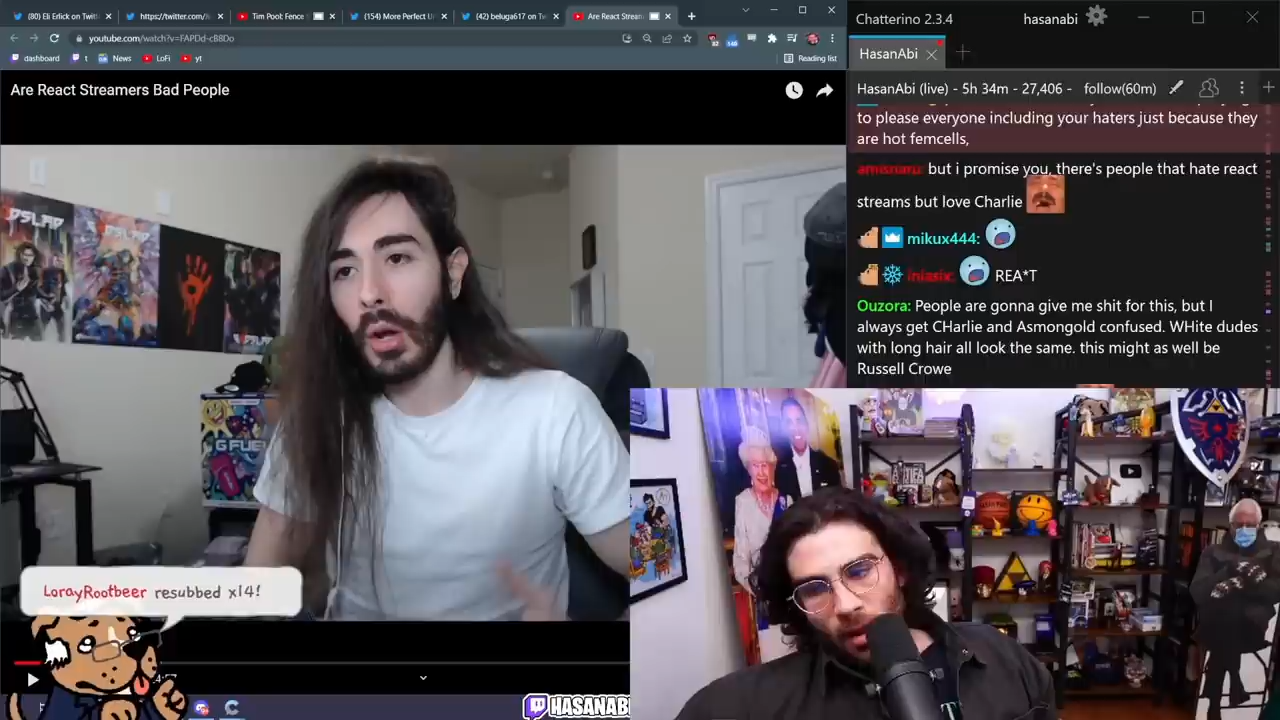 (80) Eli Erlick on Twit
https://twitter.com/
Tim Pool: Fence
(154) More Perfect U
(42) beluga617 on Tw
Are React Stream
youtube.com/watch?v=FAPDd-cB8Do
dashboard
t
News
LoFi
yt
Reading list
Are React Streamers Bad People
G FUEL
LorayRootbeer resubbed x14!
HASANABI
Chatterino 2.3.4
hasanabi
HasanAbi
HasanAbi (live) - 5h 34m - 27,406 -
follow(60m)
to please everyone including your haters just because they
are hot femcells,
but i promise you, there's people that hate react
streams but love Charlie
mikux444:
REA*T
Ouzora: People are gonna give me shit for this, but I
always get CHarlie and Asmongold confused. WHite dudes
with long hair all look the same. this might as well be
Russell Crowe